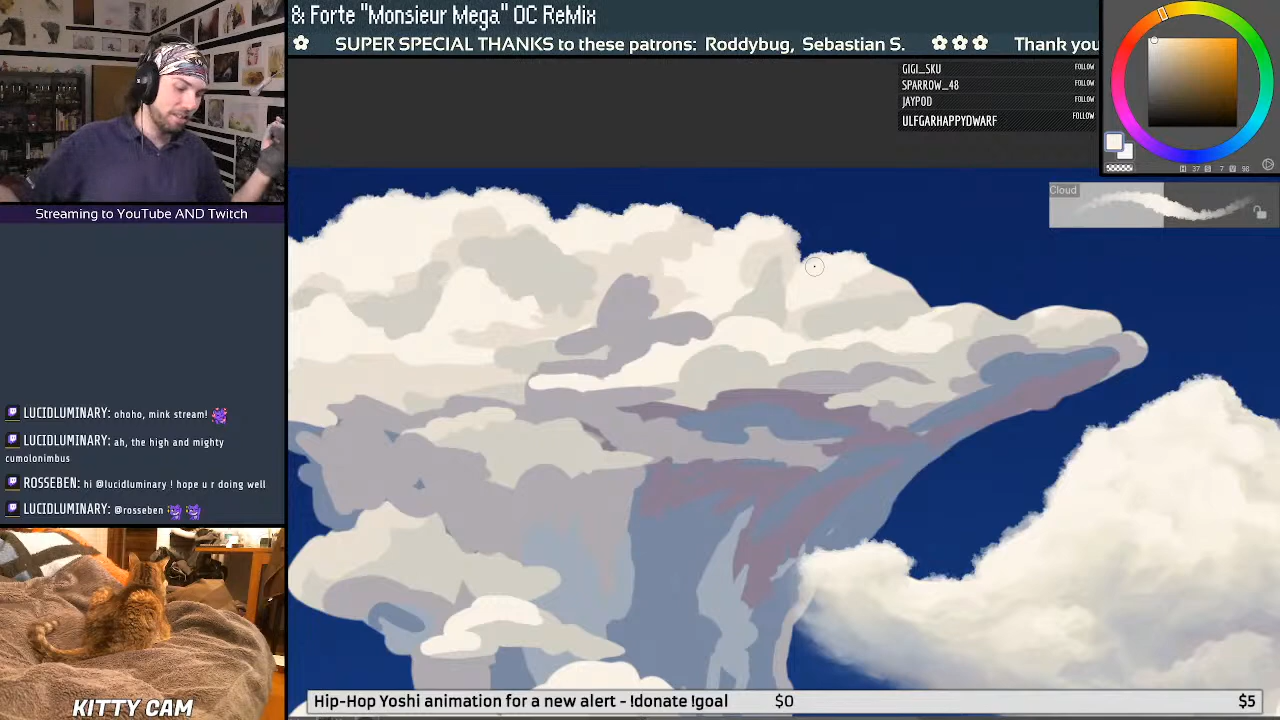 & Forte "Monsieur Mega" OC ReMix
SUPER SPECIAL THANKS to these patrons: Roddybug, Sebastian S. Thank you
GIGI_SKU FOLLOW
SPARROW_48 FOLLOW
JAYPOD FOLLOW
ULFGARHAPPYDWARF FOLLOW
H 37 S 7 V 98
Cloud
Streaming to YouTube AND Twitch
LUCIDLUMINARY: ohoho, mink stream!
LUCIDLUMINARY: ah, the high and mighty
cumolonimbus
ROSSEBEN: hi @lucidluminary ! hope u r doing well
LUCIDLUMINARY: @rosseben
KITTY CAM
Hip-Hop Yoshi animation for a new alert - !donate !goal $0 $5